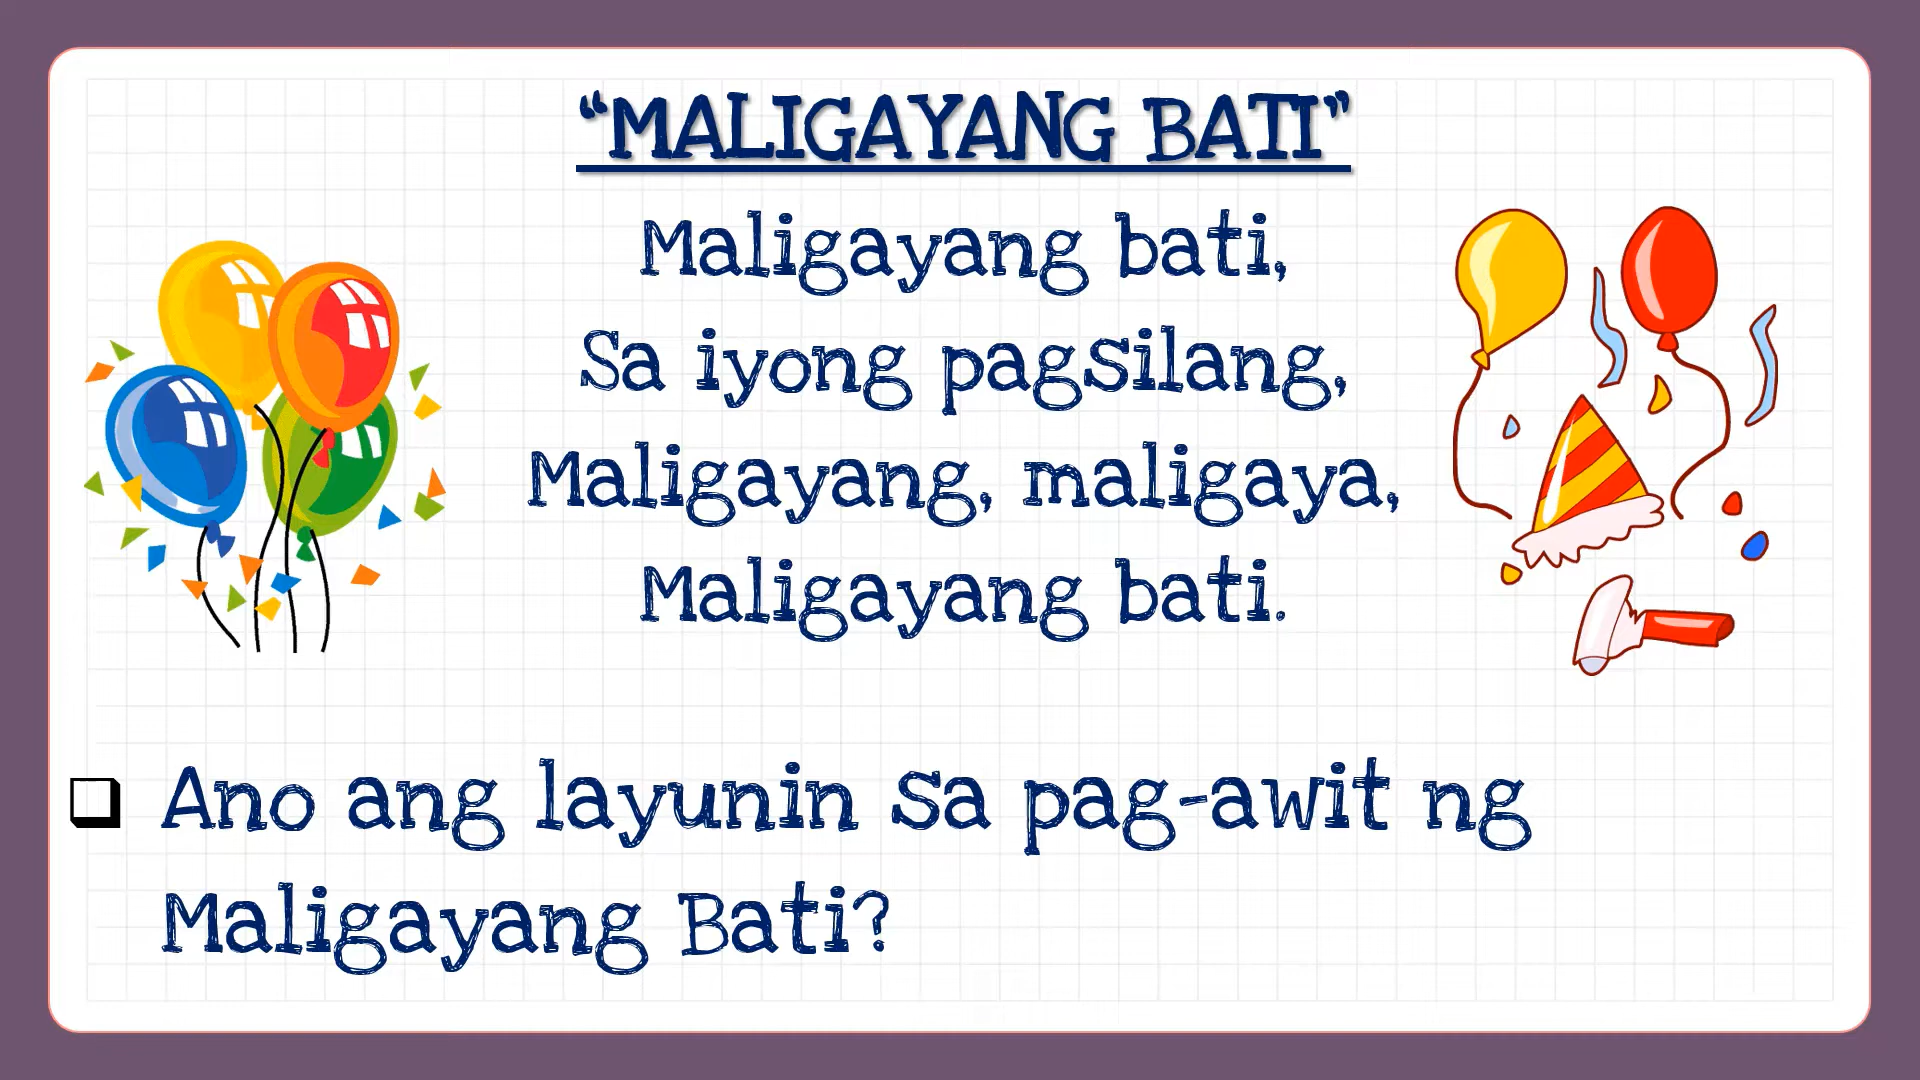 “MALIGAYANG BATI”
Maligayang bati,
Sa iyong pagsilang,
Maligayang, maligaya,
Maligayang bati.
Ano ang layunin sa pag-awit ng
Maligayang Bati?